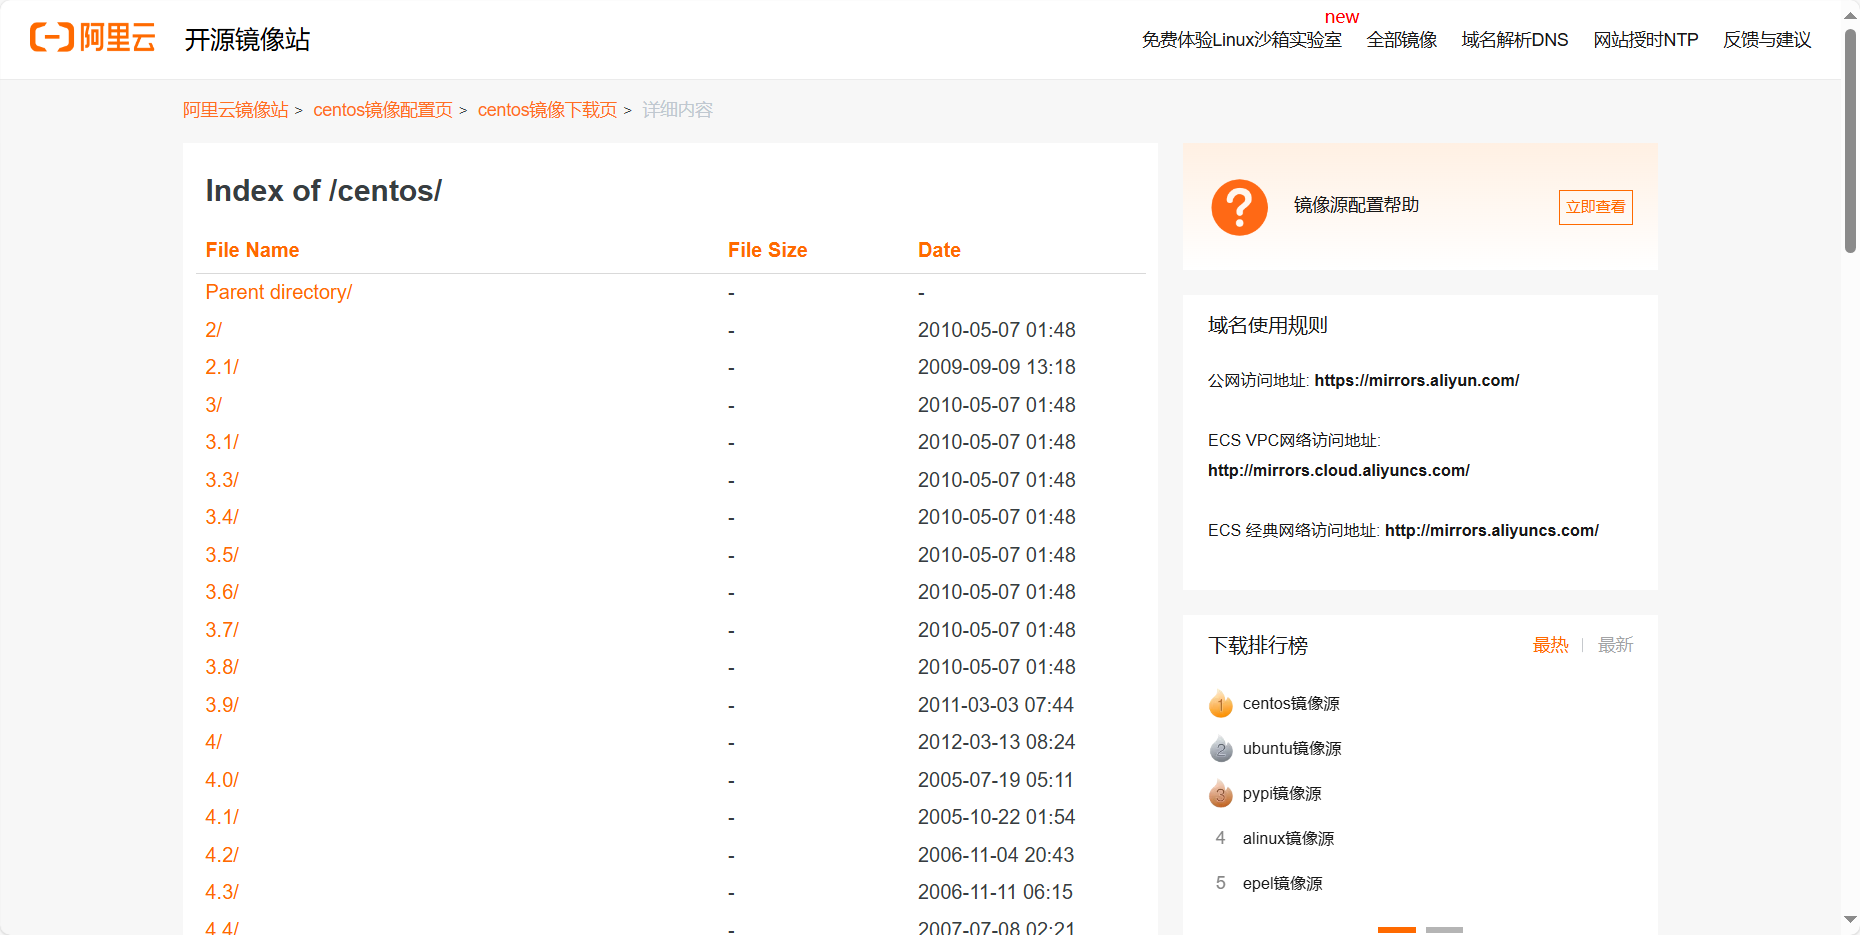 阿里云
开源镜像站
new
免费体验Linux沙箱实验室
全部镜像
域名解析DNS
网站授时NTP
反馈与建议
阿里云镜像站 > centos镜像配置页 > centos镜像下载页 > 详细内容
Index of /centos/
File Name File Size Date
Parent directory/ - -
2/ - 2010-05-07 01:48
2.1/ - 2009-09-09 13:18
3/ - 2010-05-07 01:48
3.1/ - 2010-05-07 01:48
3.3/ - 2010-05-07 01:48
3.4/ - 2010-05-07 01:48
3.5/ - 2010-05-07 01:48
3.6/ - 2010-05-07 01:48
3.7/ - 2010-05-07 01:48
3.8/ - 2010-05-07 01:48
3.9/ - 2011-03-03 07:44
4/ - 2012-03-13 08:24
4.0/ - 2005-07-19 05:11
4.1/ - 2005-10-22 01:54
4.2/ - 2006-11-04 20:43
4.3/ - 2006-11-11 06:15
4.4/ - 2007-07-08 02:21
?
镜像源配置帮助
立即查看
域名使用规则
公网访问地址: https://mirrors.aliyun.com/
ECS VPC网络访问地址:
http://mirrors.cloud.aliyuncs.com/
ECS 经典网络访问地址: http://mirrors.aliyuncs.com/
下载排行榜
最热 | 最新
1 centos镜像源
2 ubuntu镜像源
3 pypi镜像源
4 alinux镜像源
5 epel镜像源